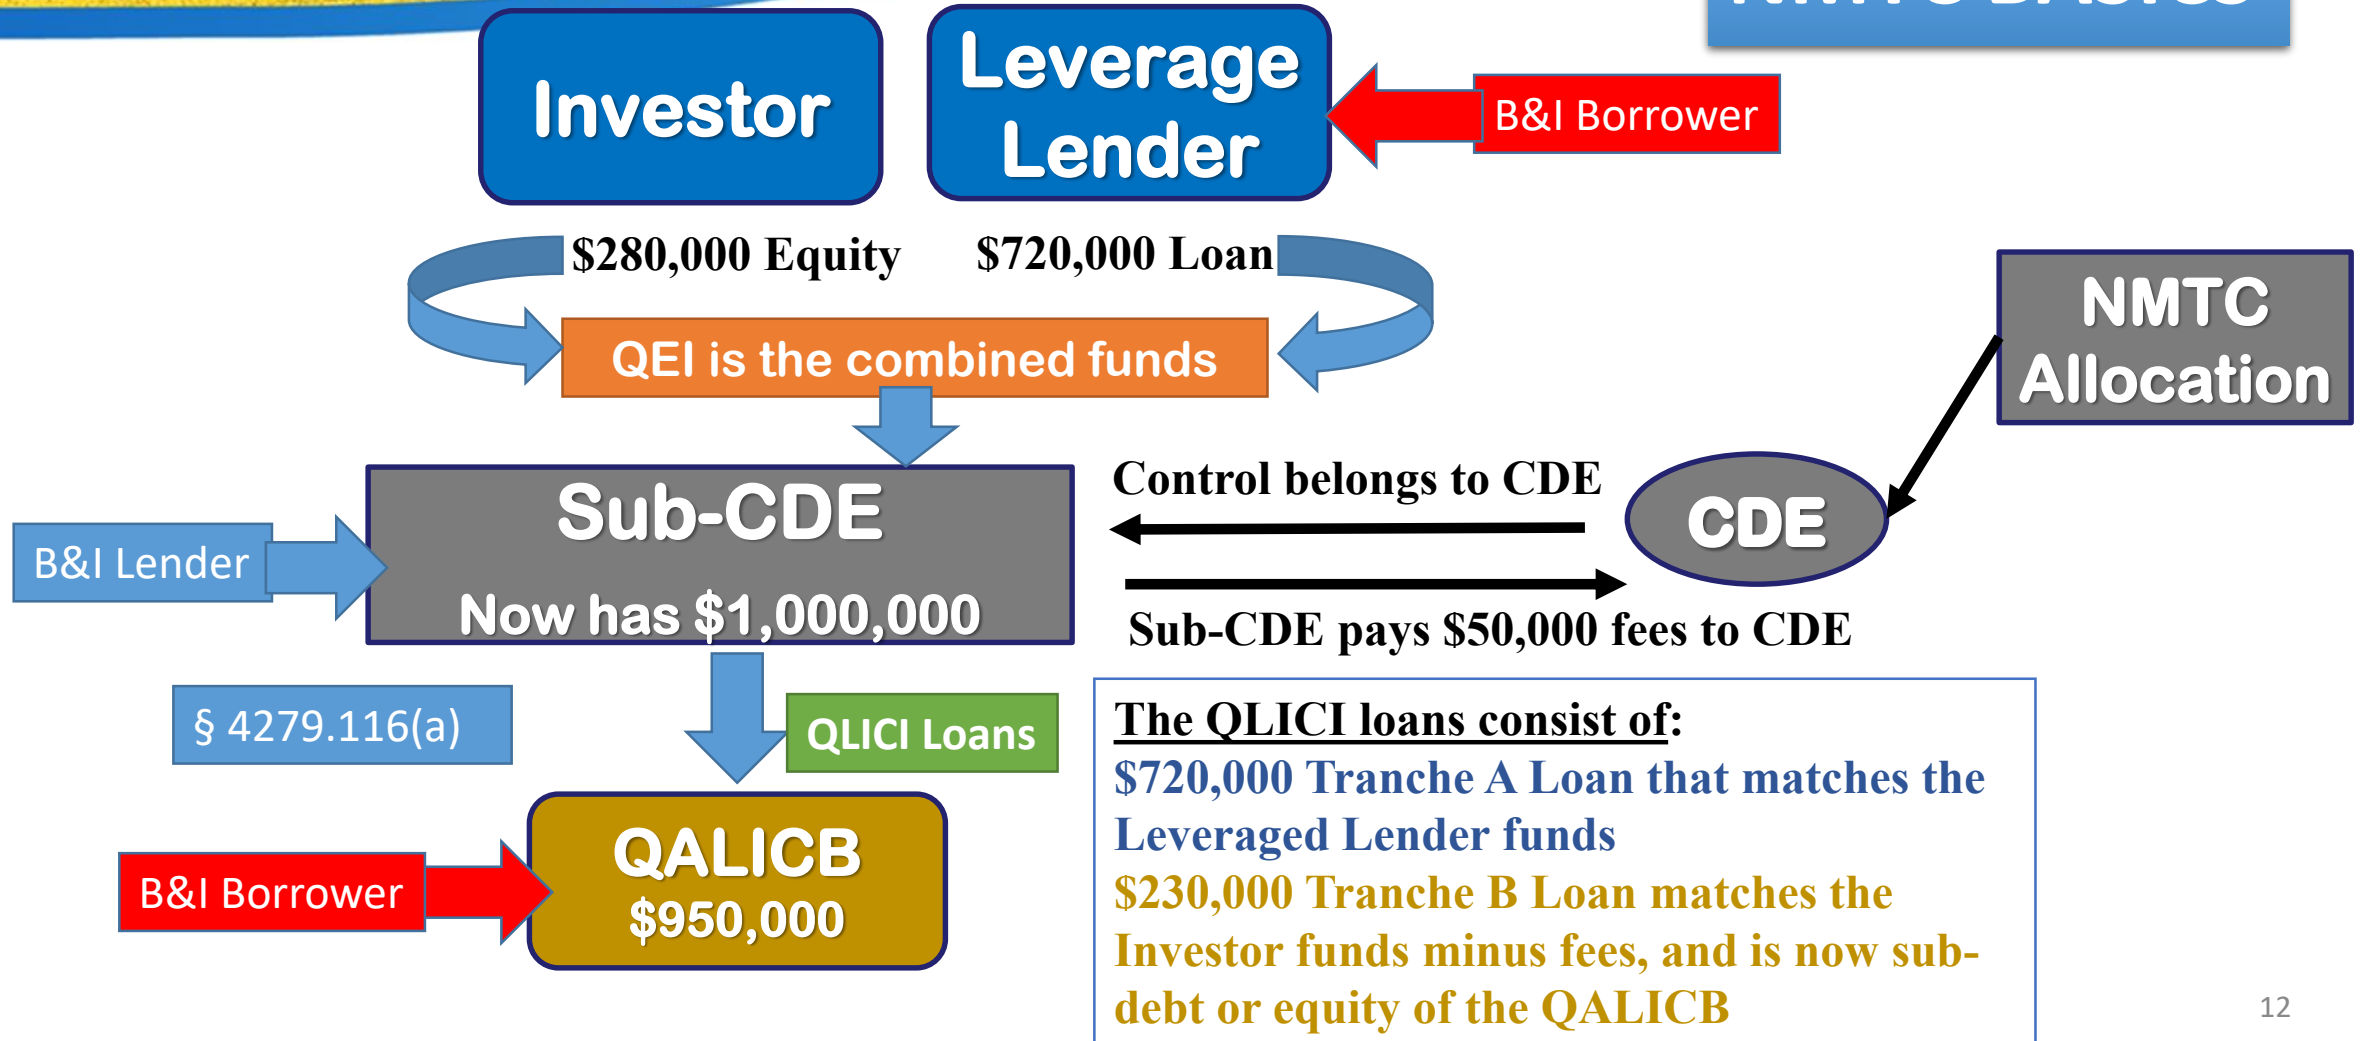 NMTC BASICS
Investor
Leverage
Lender
B&I Borrower
$280,000 Equity
$720,000 Loan
QEI is the combined funds
NMTC
Allocation
Sub-CDE
Now has $1,000,000
B&I Lender
Control belongs to CDE
CDE
Sub-CDE pays $50,000 fees to CDE
§ 4279.116(a)
QLICI Loans
The QLICI loans consist of:
$720,000 Tranche A Loan that matches the
Leveraged Lender funds
$230,000 Tranche B Loan matches the
Investor funds minus fees, and is now sub-
debt or equity of the QALICB
B&I Borrower
QALICB
$950,000
12